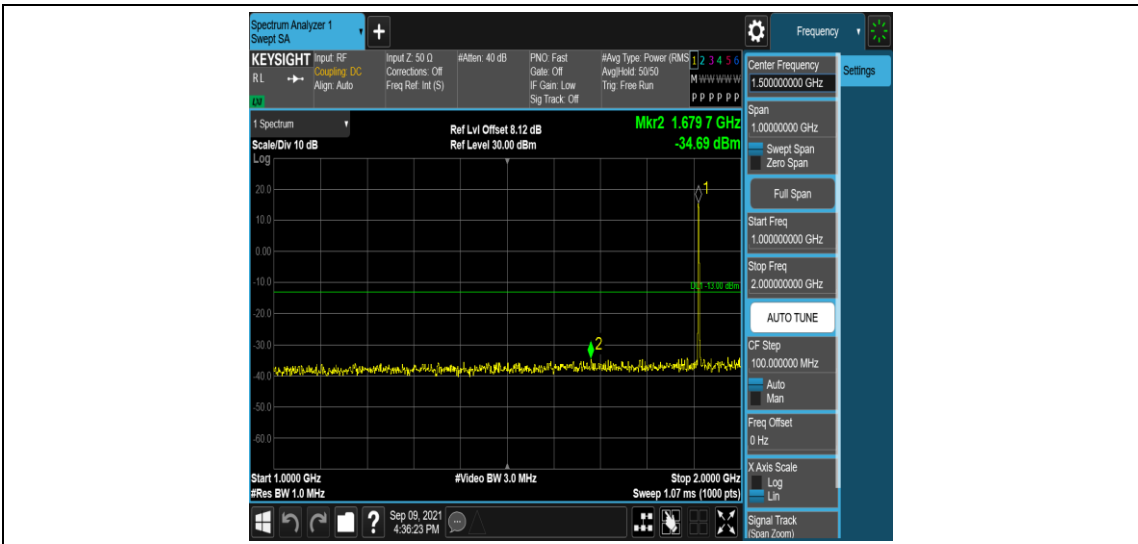 Spectrum Analyzer 1
Swept SA
+
Frequency
KEYSIGHT
RL
LXI
Input: RF
Coupling: DC
Align: Auto
Input Z: 50 Ω
Corrections: Off
Freq Ref: Int (S)
#Atten: 40 dB
PNO: Fast
Gate: Off
IF Gain: Low
Sig Track: Off
#Avg Type: Power (RMS
Avg|Hold: 50/50
Trig: Free Run
1 2 3 4 5 6
M W W W W W
P P P P P P
Center Frequency
1.500000000 GHz
Settings
Span
1.00000000 GHz
Swept Span
Zero Span
Full Span
Start Freq
1.000000000 GHz
Stop Freq
2.000000000 GHz
AUTO TUNE
CF Step
100.000000 MHz
Auto
Man
Freq Offset
0 Hz
X Axis Scale
Log
Lin
Signal Track
(Span Zoom)
1 Spectrum
Scale/Div 10 dB
Log
Ref Lvl Offset 8.12 dB
Ref Level 30.00 dBm
Mkr2 1.679 7 GHz
-34.69 dBm
1
20.0
10.0
0.00
-10.0
DL1 -13.00 dBm
-20.0
-30.0
2
-40.0
-50.0
-60.0
Start 1.0000 GHz
#Res BW 1.0 MHz
#Video BW 3.0 MHz
Stop 2.0000 GHz
Sweep 1.07 ms (1000 pts)
?
Sep 09, 2021
4:36:23 PM